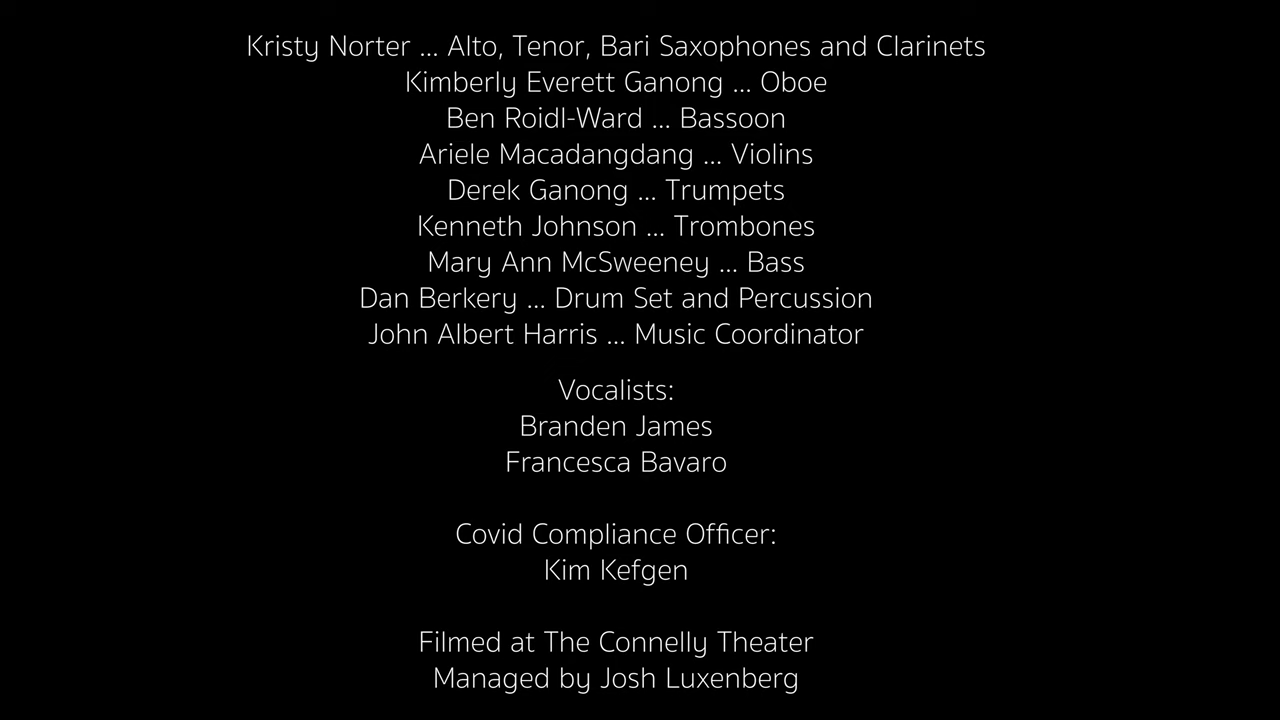 Kristy Norter ... Alto, Tenor, Bari Saxophones and Clarinets
Kimberly Everett Ganong ... Oboe
Ben Roidl-Ward ... Bassoon
Ariele Macadangdang ... Violins
Derek Ganong ... Trumpets
Kenneth Johnson ... Trombones
Mary Ann McSweeney ... Bass
Dan Berkery ... Drum Set and Percussion
John Albert Harris ... Music Coordinator
Vocalists:
Branden James
Francesca Bavaro
Covid Compliance Officer:
Kim Kefgen
Filmed at The Connelly Theater
Managed by Josh Luxenberg